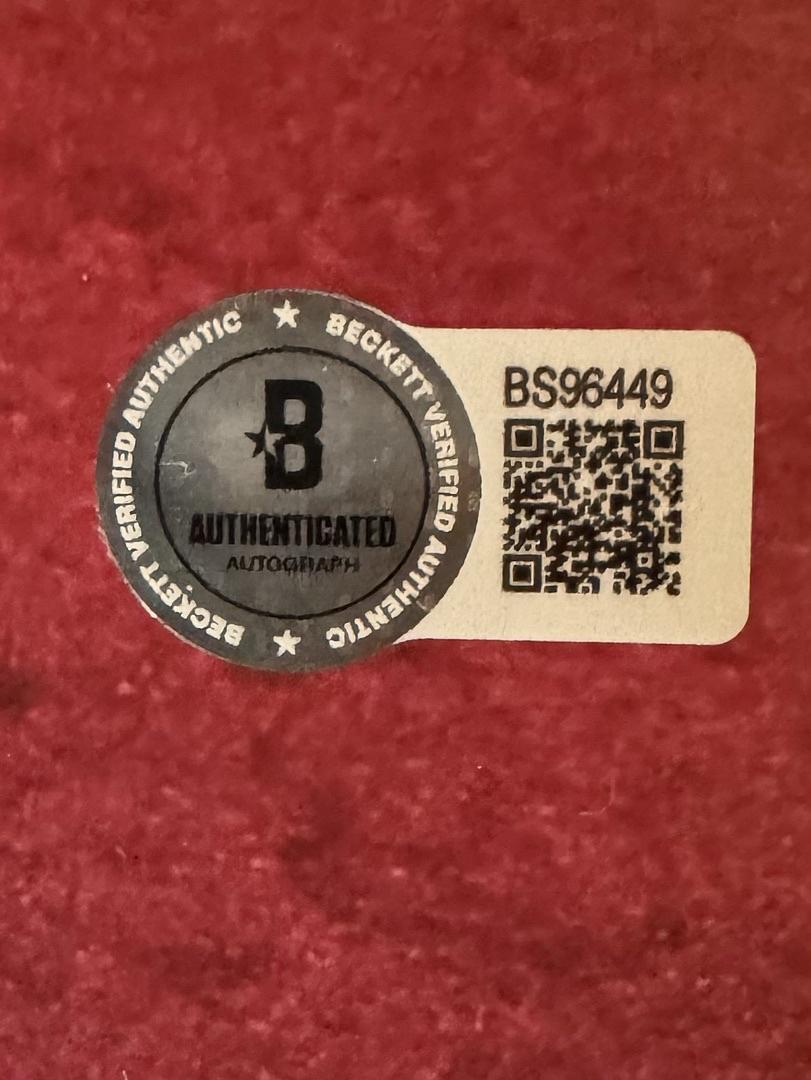 ★ BECKETT VERIFIED AUTHENTIC ★ BECKETT VERIFIED AUTHENTIC
B
AUTHENTICATED
AUTOGRAPH
BS96449